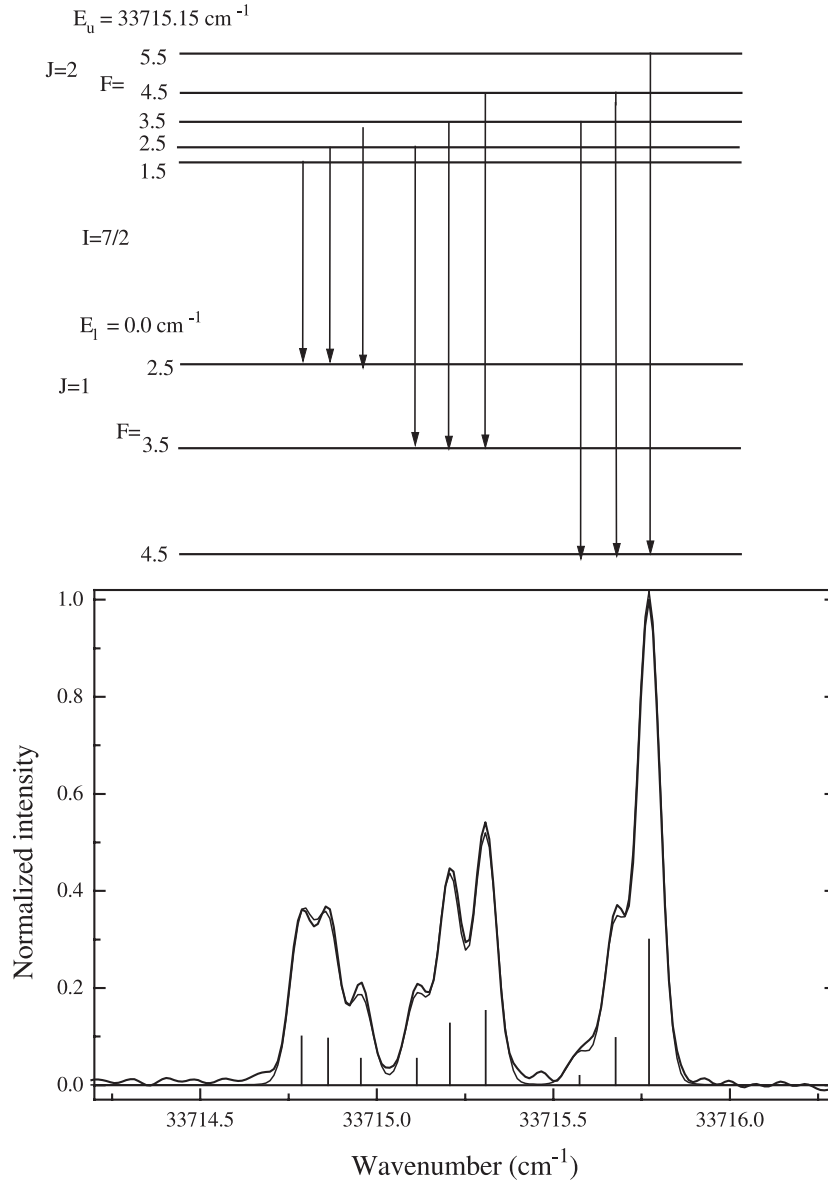 E_u = 33715.15 cm⁻¹
5.5
J=2
F=
4.5
3.5
2.5
1.5
I=7/2
E_l = 0.0 cm⁻¹
2.5
J=1
F=
3.5
4.5
1.0
0.8
0.6
0.4
0.2
0.0
Normalized intensity
33714.5 33715.0 33715.5 33716.0
Wavenumber (cm⁻¹)